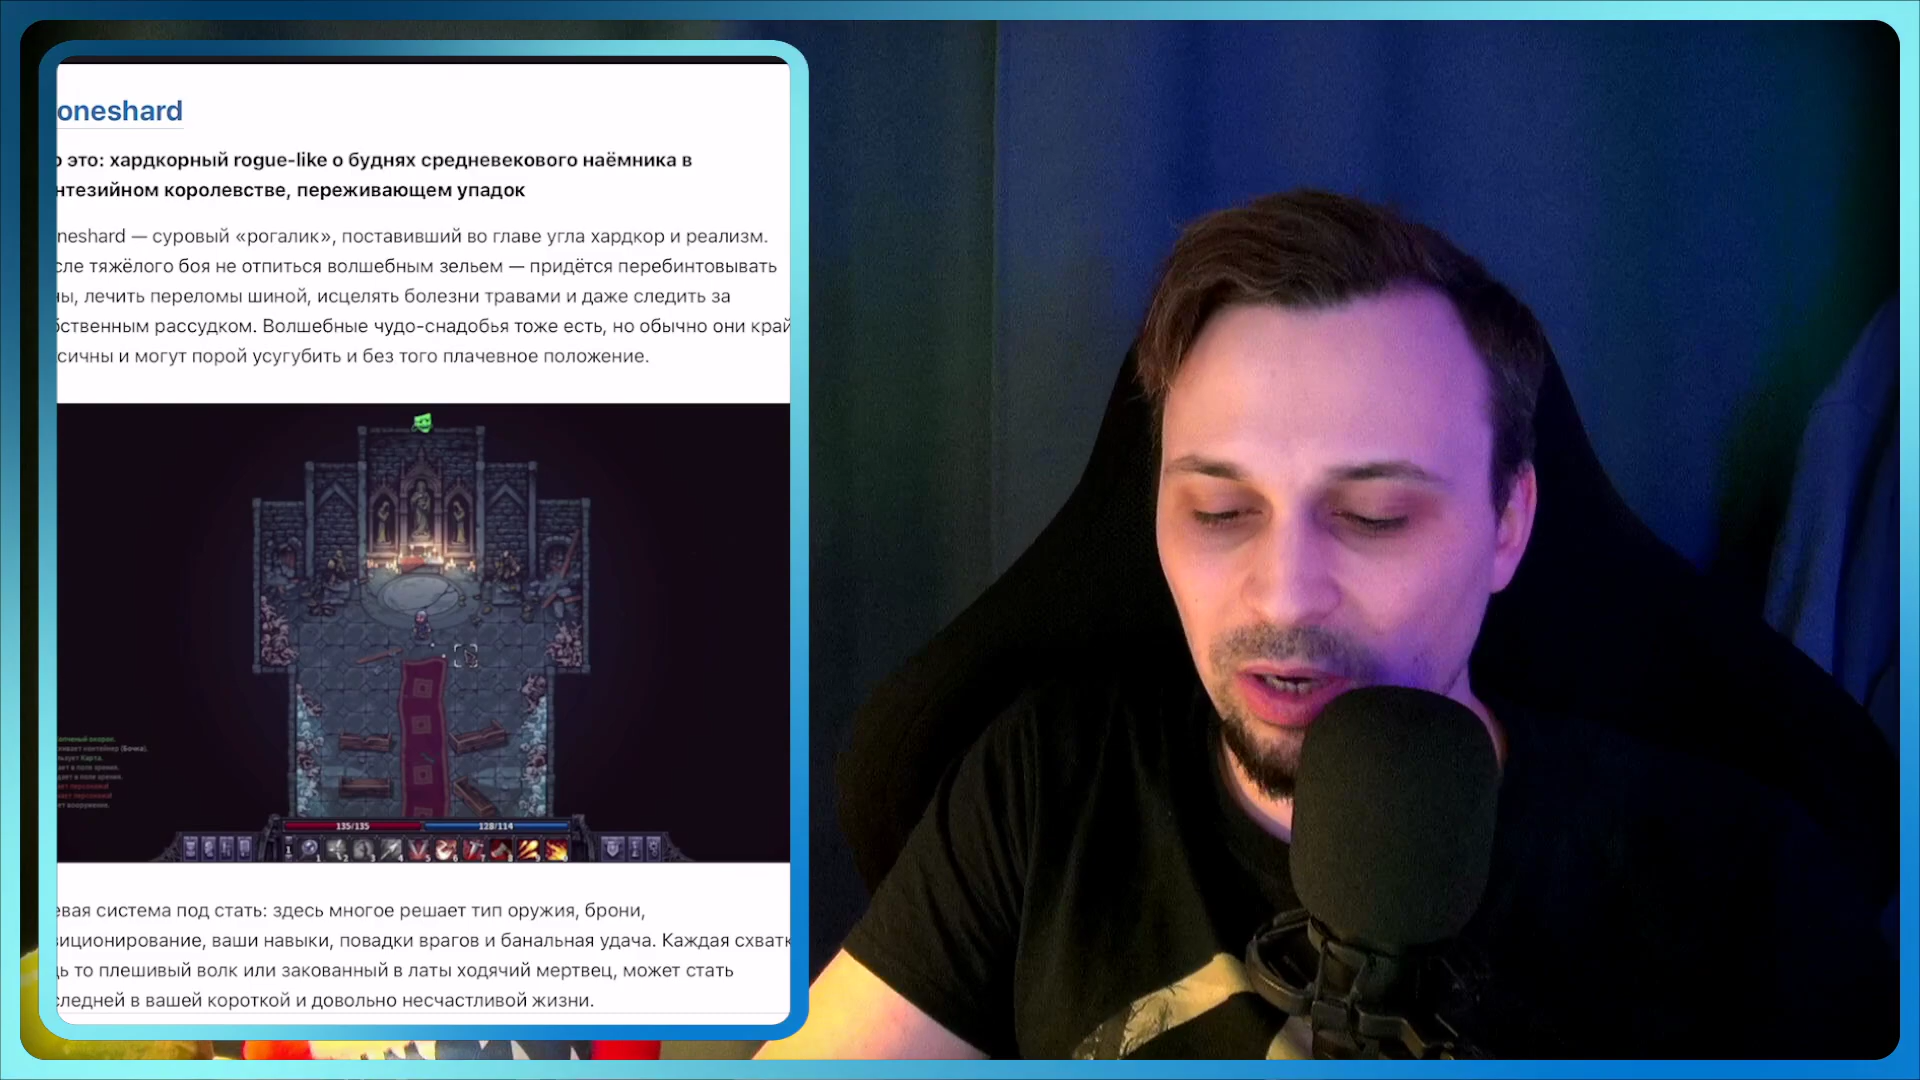 oneshard
о это: хардкорный rogue-like о буднях средневекового наёмника в
нтезийном королевстве, переживающем упадок
neshard — суровый «рогалик», поставивший во главе угла хардкор и реализм.
сле тяжёлого боя не отпиться волшебным зельем — придётся перебинтовывать
ны, лечить переломы шиной, исцелять болезни травами и даже следить за
бственным рассудком. Волшебные чудо-снадобья тоже есть, но обычно они край
сичны и могут порой усугубить и без того плачевное положение.
135/135 128/114
евая система под стать: здесь многое решает тип оружия, брони,
зиционирование, ваши навыки, повадки врагов и банальная удача. Каждая схватк
дь то плешивый волк или закованный в латы ходячий мертвец, может стать
следней в вашей короткой и довольно несчастливой жизни.